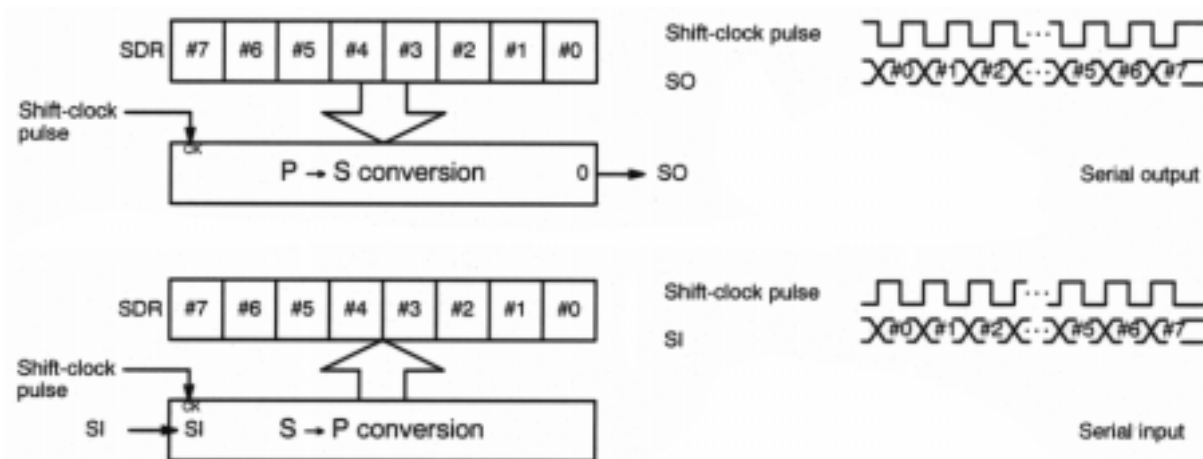 SDR #7 #6 #5 #4 #3 #2 #1 #0
Shift-clock
pulse
CK
P → S conversion 0
SO
Shift-clock pulse
SO #0 #1 #2 ... #5 #6 #7
Serial output
SDR #7 #6 #5 #4 #3 #2 #1 #0
Shift-clock
pulse
CK
SI SI S → P conversion
Shift-clock pulse
SI #0 #1 #2 ... #5 #6 #7
Serial input